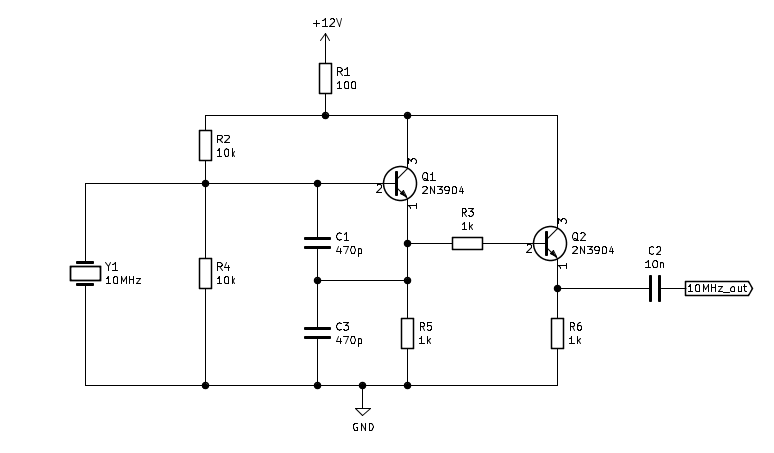 +12V
R1
100
R2
10k
3
Q1
2N3904
2
1
R3
1k
3
Q2
2N3904
2
1
C1
470p
C2
10n
Y1
10MHz
R4
10k
10MHz_out
C3
470p
R5
1k
R6
1k
GND